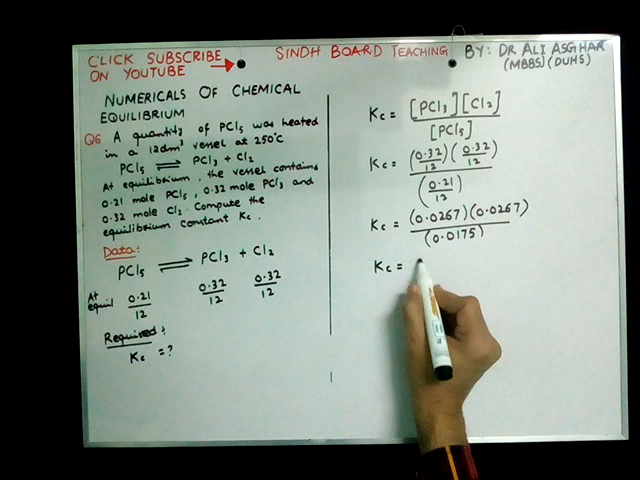 CLICK SUBSCRIBE
ON YOUTUBE
SINDH BOARD TEACHING
BY: DR ALI ASGHAR
(MBBS) (DUHS)
NUMERICALS OF CHEMICAL
EQUILIBRIUM
Q6 A quantity of PCl₅ was heated
in a 12dm³ vessel at 250°C
PCl₅ ⇌ PCl₃ + Cl₂
At equilibrium, the vessel contains
0.21 mole PCl₅, 0.32 mole PCl₃ and
0.32 mole Cl₂. Compute the
equilibrium constant Kc.
Data:
PCl₅ ⇌ PCl₃ + Cl₂
At equil 0.21/12 0.32/12 0.32/12
Required:
Kc = ?
Kc = [PCl₃][Cl₂] / [PCl₅]
Kc = (0.32/12)(0.32/12) / (0.21/12)
Kc = (0.0267)(0.0267) / (0.0175)
Kc =